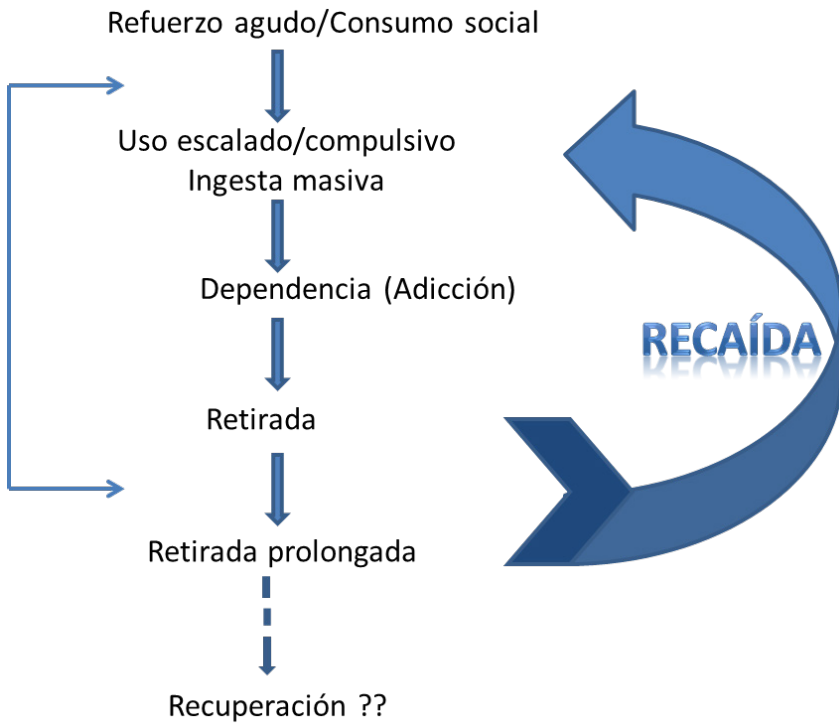 Refuerzo agudo/Consumo social
Uso escalado/compulsivo
Ingesta masiva
Dependencia (Adicción)
RECAÍDA
Retirada
Retirada prolongada
Recuperación ??